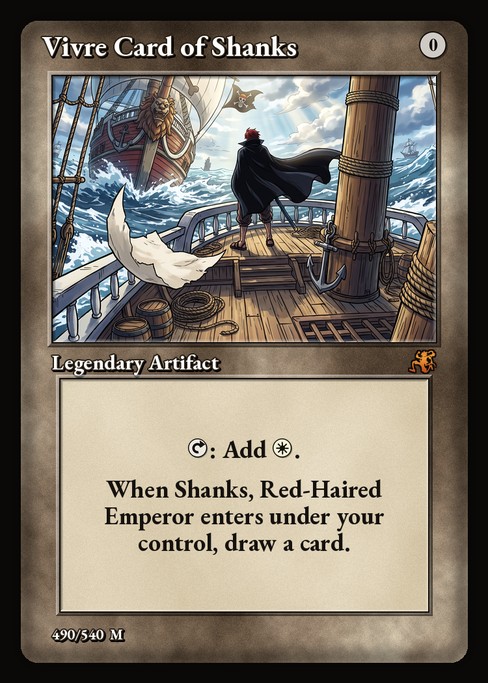 Vivre Card of Shanks
0
Legendary Artifact
: Add .
When Shanks, Red-Haired
Emperor enters under your
control, draw a card.
490/540 M